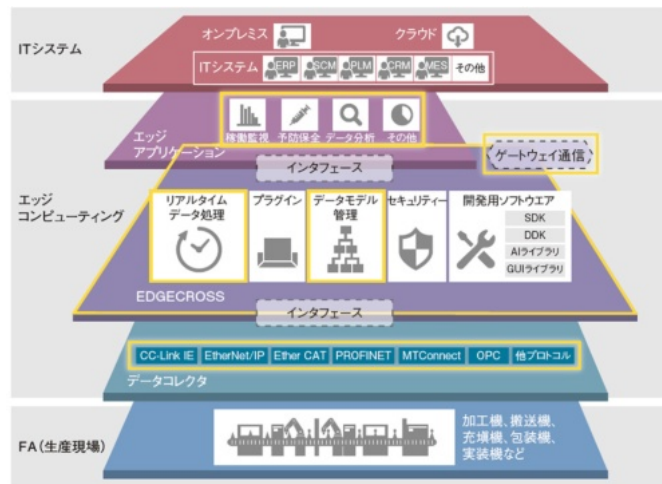 ITシステム
オンプレミス
クラウド
ITシステム ERP SCM PLM CRM MES その他
エッジ
アプリケーション
稼働監視 予防保全 データ分析 その他
ゲートウェイ通信
インタフェース
エッジ
コンピューティング
リアルタイム
データ処理
プラグイン
データモデル
管理
セキュリティー
開発用ソフトウエア
SDK
DDK
AIライブラリ
GUIライブラリ
EDGECROSS
インタフェース
CC-Link IE EtherNet/IP Ether CAT PROFINET MTConnect OPC 他プロトコル
データコレクタ
FA(生産現場)
加工機、搬送機、
充填機、包装機、
実装機など